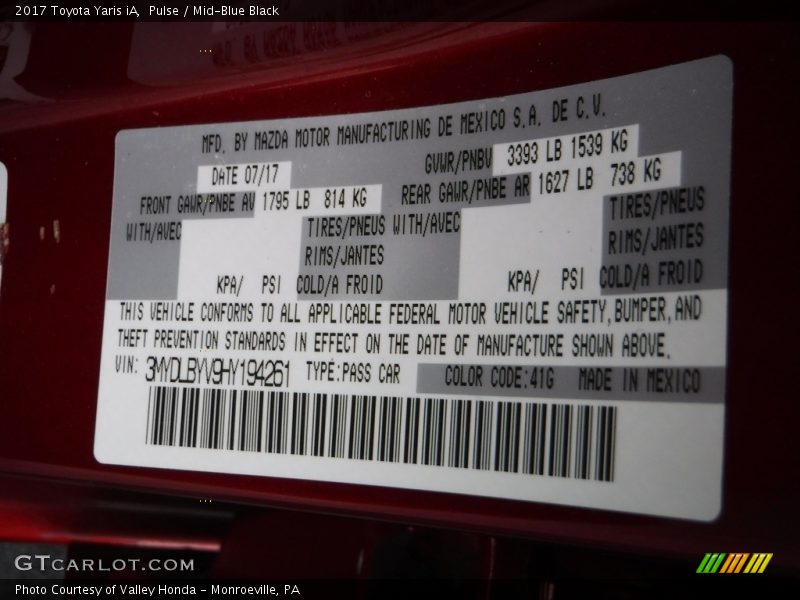 2017 Toyota Yaris iA, Pulse / Mid-Blue Black
MFD. BY MAZDA MOTOR MANUFACTURING DE MEXICO S.A. DE C.V.
DATE 07/17 GVWR/PNBV 3393 LB 1539 KG
FRONT GAWR/PNBE AV 1795 LB 814 KG REAR GAWR/PNBE AR 1627 LB 738 KG
WITH/AVEC TIRES/PNEUS WITH/AVEC TIRES/PNEUS
RIMS/JANTES RIMS/JANTES
KPA/ PSI COLD/A FROID KPA/ PSI COLD/A FROID
THIS VEHICLE CONFORMS TO ALL APPLICABLE FEDERAL MOTOR VEHICLE SAFETY, BUMPER, AND
THEFT PREVENTION STANDARDS IN EFFECT ON THE DATE OF MANUFACTURE SHOWN ABOVE.
VIN: 3MYDLBYV9HY194261 TYPE:PASS CAR COLOR CODE:41G MADE IN MEXICO
GTCARLOT.COM
Photo Courtesy of Valley Honda - Monroeville, PA